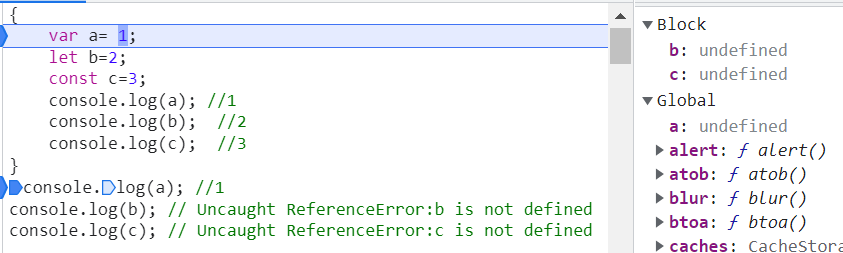 {
var a= 1;
let b=2;
const c=3;
console.log(a); //1
console.log(b);  //2
console.log(c);  //3
}
console.log(a); //1
console.log(b); // Uncaught ReferenceError:b is not defined
console.log(c); // Uncaught ReferenceError:c is not defined
▼Block
b: undefined
c: undefined
▼Global
a: undefined
▶alert: ƒ alert()
▶atob: ƒ atob()
▶blur: ƒ blur()
▶btoa: ƒ btoa()
▶caches: CacheStora